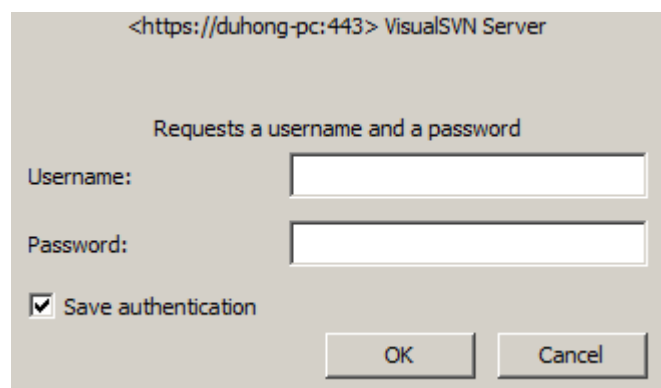 <https://duhong-pc:443> VisualSVN Server
Requests a username and a password
Username:
Password:
Save authentication
OK Cancel